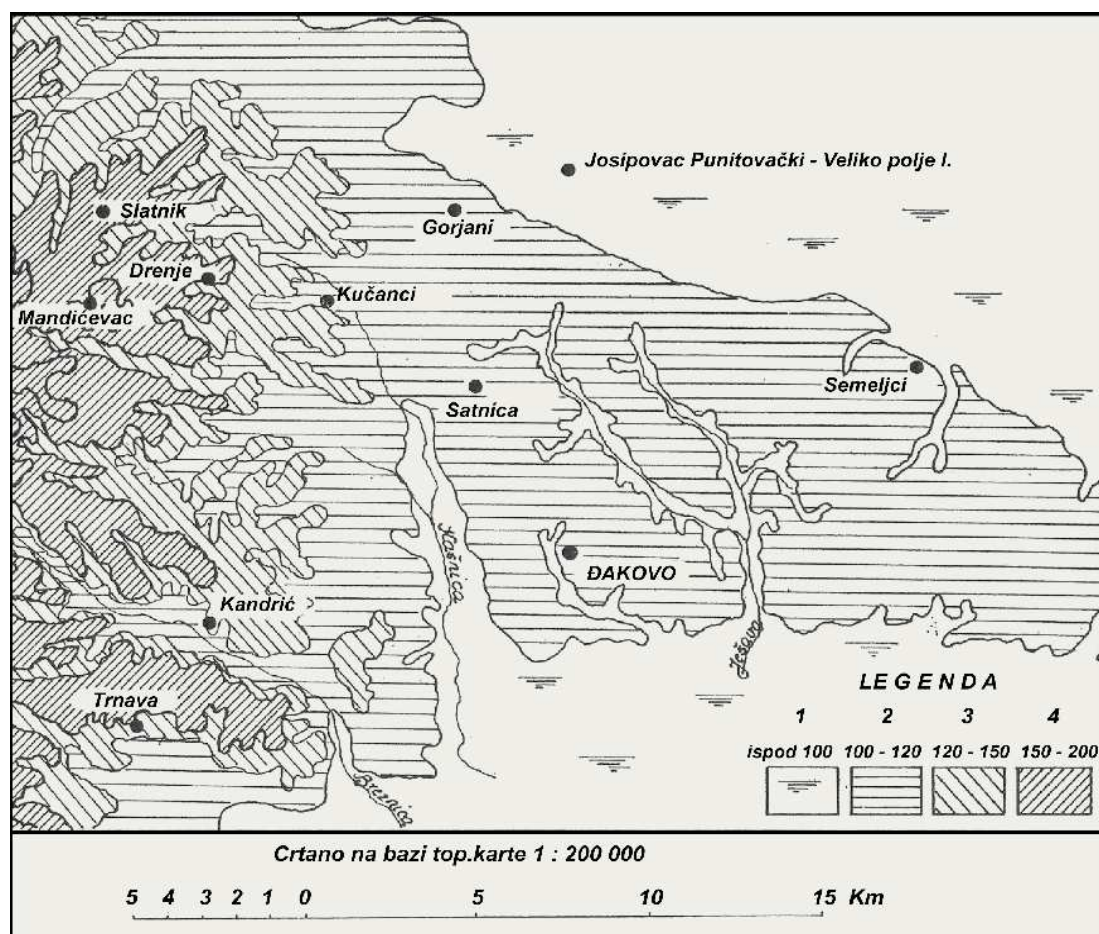 Josipovac Punitovački - Veliko polje I.
Slatnik
Gorjani
Drenje
Kučanci
Mandićevac
Semeljci
Satnica
Kašnica
ĐAKOVO
Kandrić
Ješova
LEGENDA
Trnava
1 2 3 4
ispod 100 100 - 120 120 - 150 150 - 200
Breznica
Crtano na bazi top.karte 1 : 200 000
5 4 3 2 1 0 5 10 15 Km